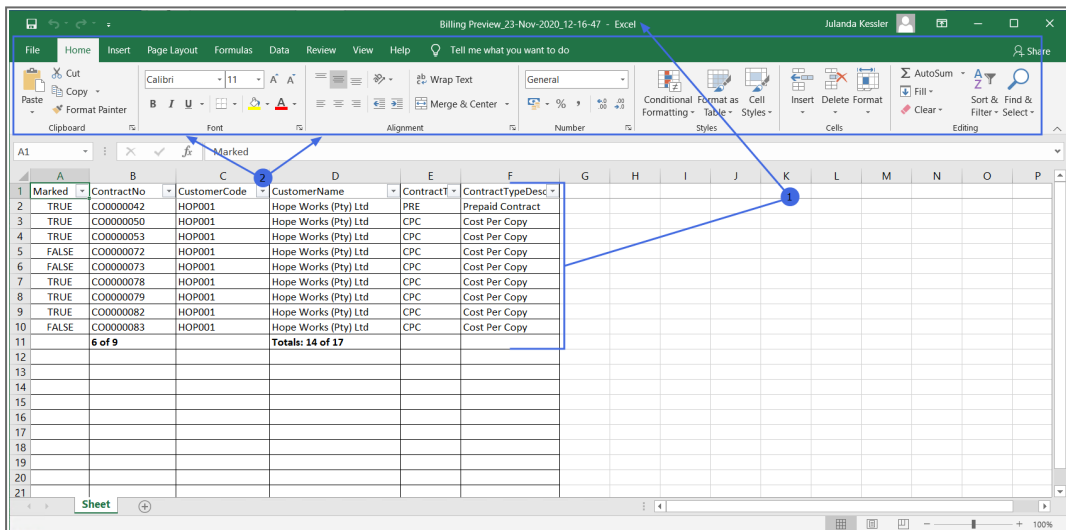 Billing Preview_23-Nov-2020_12-16-47 - Excel Julanda Kessler
File Home Insert Page Layout Formulas Data Review View Help Tell me what you want to do Share
Paste Cut Copy Format Painter
Calibri 11 A A Wrap Text General Conditional Formatting Format as Table Cell Styles Insert Delete Format AutoSum Fill Clear Sort & Filter Find & Select
B I U A Merge & Center % ,
Clipboard Font Alignment Number Styles Cells Editing
A1 fx Marked
2
A B C D E F G H I J K L M N O P
1 Marked ContractNo CustomerCode CustomerName ContractT ContractTypeDesc
1
2 TRUE CO0000042 HOP001 Hope Works (Pty) Ltd PRE Prepaid Contract
3 TRUE CO0000050 HOP001 Hope Works (Pty) Ltd CPC Cost Per Copy
4 TRUE CO0000053 HOP001 Hope Works (Pty) Ltd CPC Cost Per Copy
5 FALSE CO0000072 HOP001 Hope Works (Pty) Ltd CPC Cost Per Copy
6 FALSE CO0000073 HOP001 Hope Works (Pty) Ltd CPC Cost Per Copy
7 TRUE CO0000078 HOP001 Hope Works (Pty) Ltd CPC Cost Per Copy
8 TRUE CO0000079 HOP001 Hope Works (Pty) Ltd CPC Cost Per Copy
9 TRUE CO0000082 HOP001 Hope Works (Pty) Ltd CPC Cost Per Copy
10 FALSE CO0000083 HOP001 Hope Works (Pty) Ltd CPC Cost Per Copy
11 6 of 9 Totals: 14 of 17
12
13
14
15
16
17
18
19
20
21
Sheet
100%